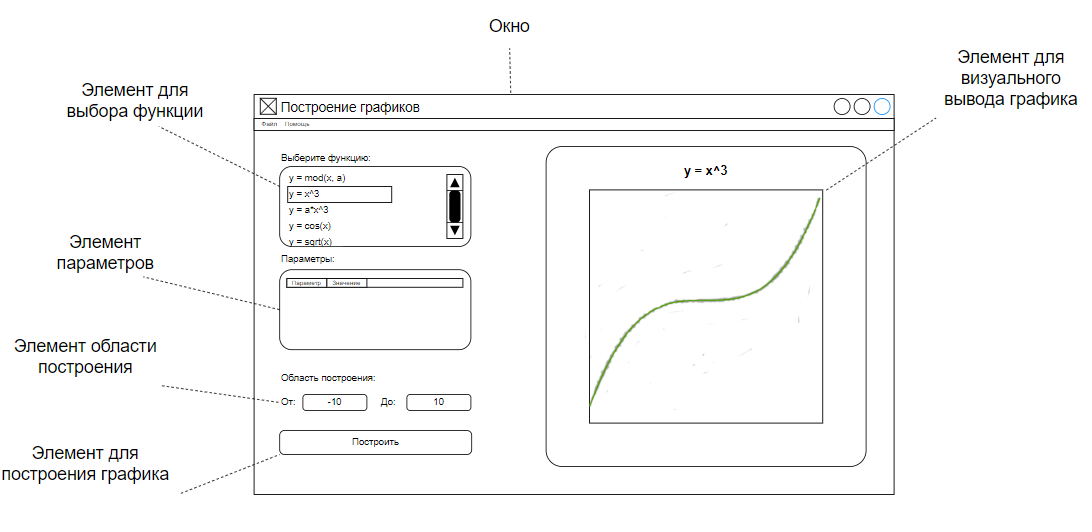 Окно
Элемент для
визуального
вывода графика
Элемент для
выбора функции
Построение графиков
Файл Помощь
Выберите функцию:
y = mod(x, a)
y = x^3
y = a*x^3
y = cos(x)
y = sqrt(x)
y = x^3
Элемент
параметров
Параметры:
Параметр Значение
Элемент области
построения
Область построения:
От: -10 До: 10
Построить
Элемент для
построения графика